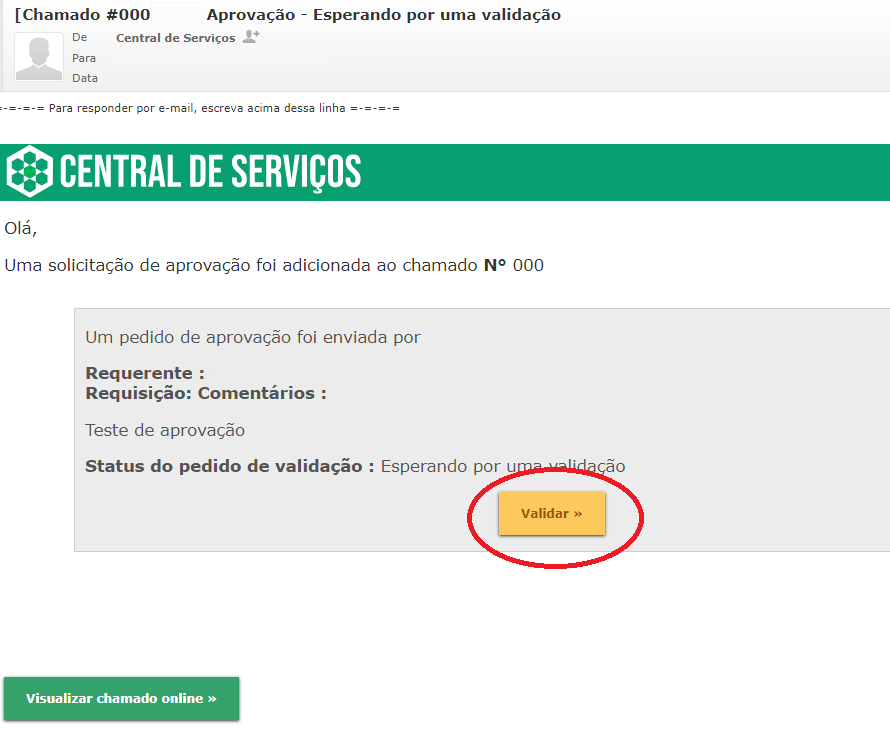 [Chamado #000 Aprovação - Esperando por uma validação
De Central de Serviços
Para
Data
=-=-=-= Para responder por e-mail, escreva acima dessa linha =-=-=-=
CENTRAL DE SERVIÇOS
Olá,
Uma solicitação de aprovação foi adicionada ao chamado N° 000
Um pedido de aprovação foi enviada por
Requerente :
Requisição: Comentários :
Teste de aprovação
Status do pedido de validação : Esperando por uma validação
Validar »
Visualizar chamado online »